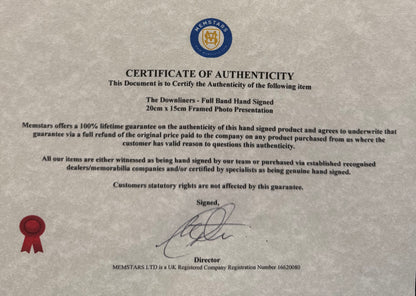 MEMSTARS
CERTIFICATE OF AUTHENTICITY
This Document is to Certify the Authenticity of the following item
The Downliners - Full Band Hand Signed
20cm x 15cm Framed Photo Presentation
Memstars offers a 100% lifetime guarantee on the authenticity of this hand signed product and agrees to underwrite that
guarantee via a full refund of the original price paid to the company on any product purchased from us where the
customer has valid reason to questions this authenticity.
All our items are either witnessed as being hand signed by our team or purchased via established recognised
dealers/memorabilia companies and/or certified by specialists as being genuine hand signed.
Customers statutory rights are not affected by this guarantee.
Signed,
Director
MEMSTARS LTD is a UK Registered Company Registration Number 16620080